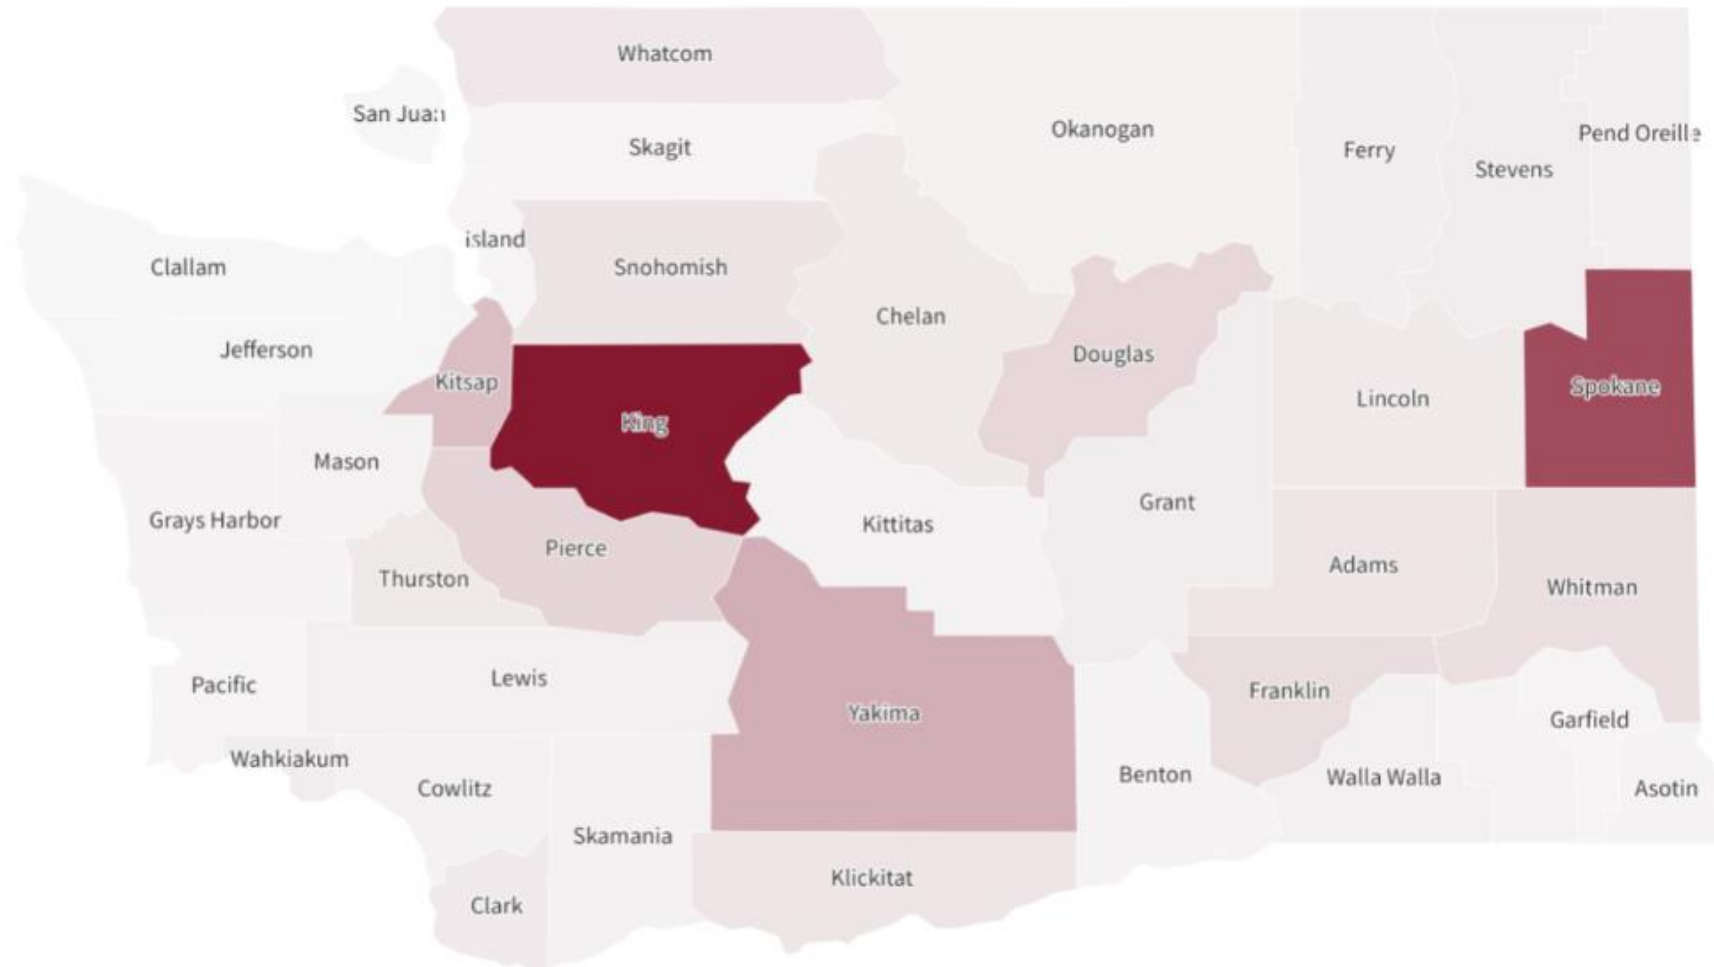 Whatcom
San Juan
Skagit
Okanogan
Ferry
Stevens
Pend Oreille
island
Clallam
Snohomish
Chelan
Jefferson
Kitsap
Douglas
King
Lincoln
Spokane
Mason
Grays Harbor
Kittitas
Grant
Pierce
Thurston
Adams
Whitman
Pacific
Lewis
Yakima
Franklin
Garfield
Wahkiakum
Cowlitz
Benton
Walla Walla
Asotin
Skamania
Klickitat
Clark